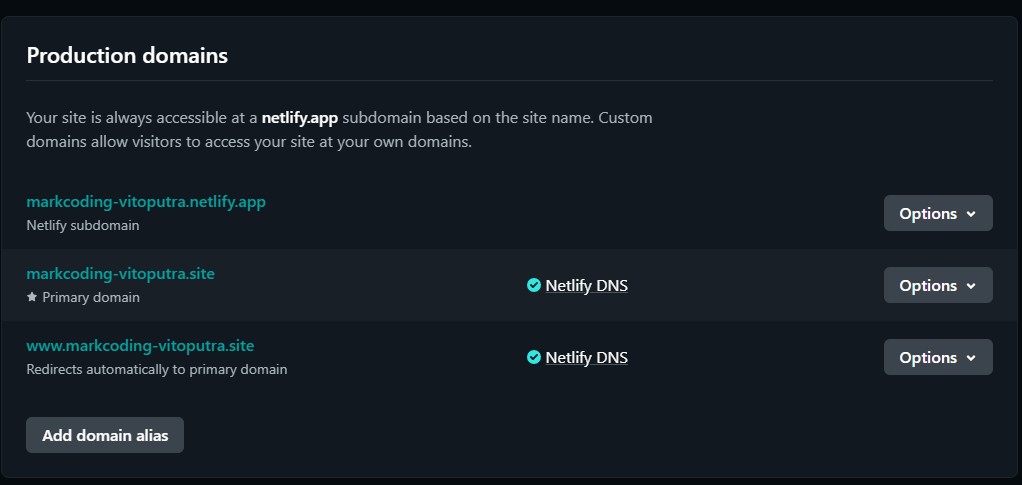 Production domains
Your site is always accessible at a netlify.app subdomain based on the site name. Custom
domains allow visitors to access your site at your own domains.
markcoding-vitoputra.netlify.app
Netlify subdomain
Options
markcoding-vitoputra.site
Primary domain
Netlify DNS
Options
www.markcoding-vitoputra.site
Redirects automatically to primary domain
Netlify DNS
Options
Add domain alias